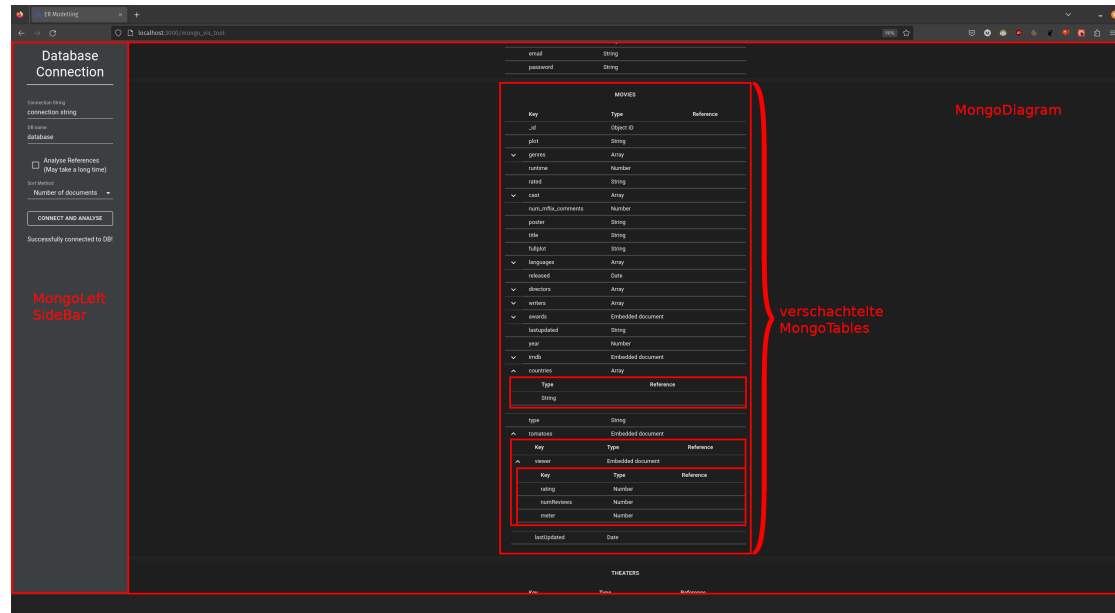 ER Modelling
localhost:3000/mongo_vis_tool
90%
Database
Connection
Connection String
connection string
DB name
database
Analyse References
(May take a long time)
Sort Method
Number of documents
CONNECT AND ANALYSE
Successfully connected to DB!
MongoLeft
SideBar
email String
password String
MOVIES
Key Type Reference
_id Object ID
plot String
genres Array
runtime Number
rated String
cast Array
num_mflix_comments Number
poster String
title String
fullplot String
languages Array
released Date
directors Array
writers Array
awards Embedded document
lastupdated String
year Number
imdb Embedded document
countries Array
Type Reference
String
type String
tomatoes Embedded document
Key Type Reference
viewer Embedded document
Key Type Reference
rating Number
numReviews Number
meter Number
lastUpdated Date
THEATERS
Key Type Reference
MongoDiagram
verschachtelte
MongoTables